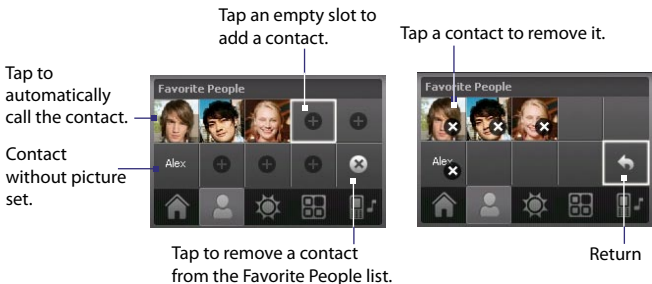 Tap an empty slot to
add a contact.
Tap a contact to remove it.
Tap to
automatically
call the contact.
Favorite People
Favorite People
Contact
without picture
set.
Alex
Alex
Tap to remove a contact
from the Favorite People list.
Return